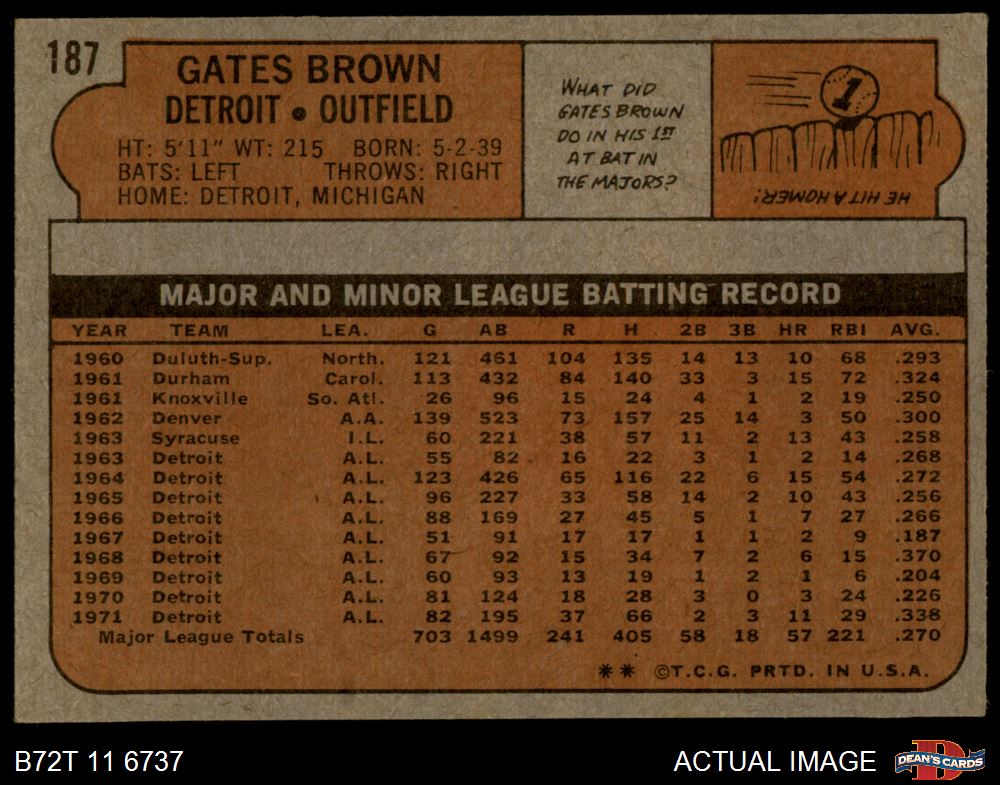 187
GATES BROWN
DETROIT • OUTFIELD
HT: 5'11" WT: 215 BORN: 5-2-39
BATS: LEFT THROWS: RIGHT
HOME: DETROIT, MICHIGAN
WHAT DID
GATES BROWN
DO IN HIS 1ST
AT BAT IN
THE MAJORS?
1
HE HIT A HOMER!
MAJOR AND MINOR LEAGUE BATTING RECORD
YEAR TEAM LEA. G AB R H 2B 3B HR RBI AVG.
1960 Duluth-Sup. North. 121 461 104 135 14 13 10 68 .293
1961 Durham Carol. 113 432 84 140 33 3 15 72 .324
1961 Knoxville So. Atl. 26 96 15 24 4 1 2 19 .250
1962 Denver A.A. 139 523 73 157 25 14 3 50 .300
1963 Syracuse I.L. 60 221 38 57 11 2 13 43 .258
1963 Detroit A.L. 55 82 16 22 3 1 2 14 .268
1964 Detroit A.L. 123 426 65 116 22 6 15 54 .272
1965 Detroit A.L. 96 227 33 58 14 2 10 43 .256
1966 Detroit A.L. 88 169 27 45 5 1 7 27 .266
1967 Detroit A.L. 51 91 17 17 1 1 2 9 .187
1968 Detroit A.L. 67 92 15 34 7 2 6 15 .370
1969 Detroit A.L. 60 93 13 19 1 2 1 6 .204
1970 Detroit A.L. 81 124 18 28 3 0 3 24 .226
1971 Detroit A.L. 82 195 37 66 2 3 11 29 .338
Major League Totals 703 1499 241 405 58 18 57 221 .270
** ©T.C.G. PRTD. IN U.S.A.
B72T 11 6737
ACTUAL IMAGE
D
DEAN'S CARDS